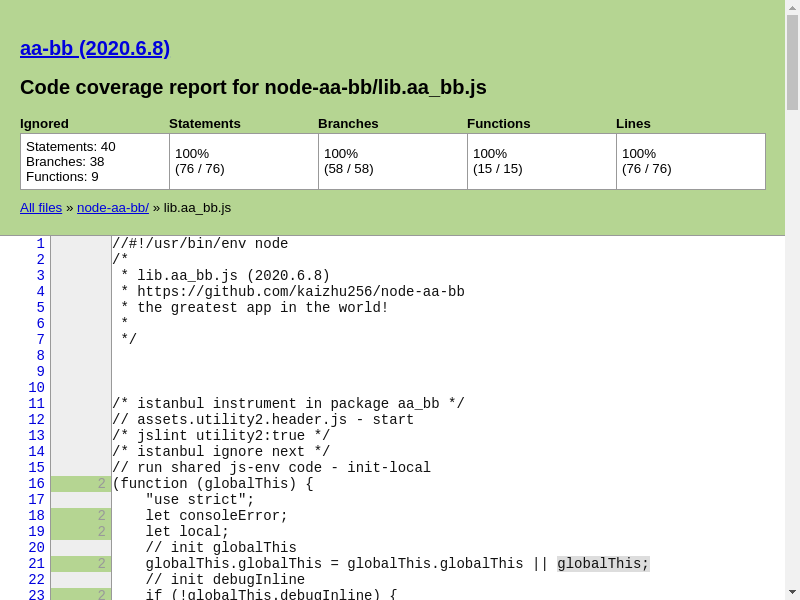 aa-bb (2020.6.8)
Code coverage report for node-aa-bb/lib.aa_bb.js
Ignored Statements Branches Functions Lines
Statements: 40
Branches: 38
Functions: 9
100%
(76 / 76)
100%
(58 / 58)
100%
(15 / 15)
100%
(76 / 76)
All files » node-aa-bb/ » lib.aa_bb.js
1 //#!/usr/bin/env node
2 /*
3  * lib.aa_bb.js (2020.6.8)
4  * https://github.com/kaizhu256/node-aa-bb
5  * the greatest app in the world!
6  *
7  */
8
9
10
11 /* istanbul instrument in package aa_bb */
12 // assets.utility2.header.js - start
13 /* jslint utility2:true */
14 /* istanbul ignore next */
15 // run shared js-env code - init-local
16 2 (function (globalThis) {
17     "use strict";
18 2     let consoleError;
19 2     let local;
20     // init globalThis
21 2     globalThis.globalThis = globalThis.globalThis || globalThis;
22     // init debugInline
23 2     if (!globalThis.debugInline) {